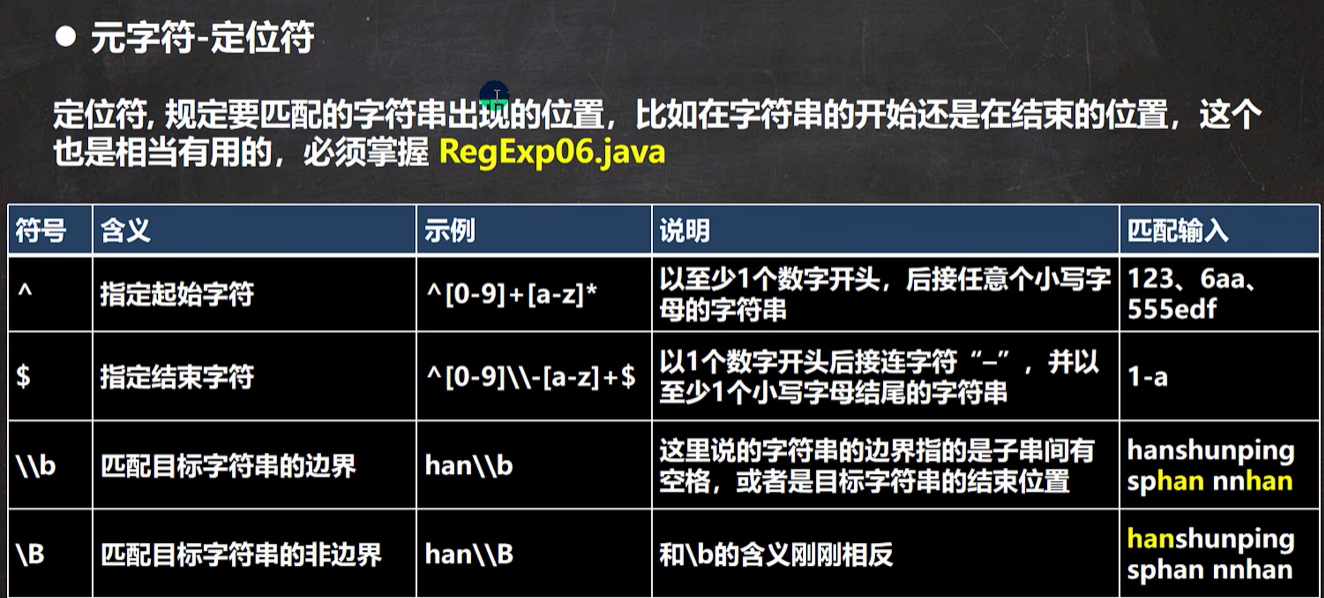 ● 元字符-定位符
定位符, 规定要匹配的字符串出现的位置，比如在字符串的开始还是在结束的位置，这个
也是相当有用的，必须掌握 RegExp06.java
符号 含义 示例 说明 匹配输入
^ 指定起始字符 ^[0-9]+[a-z]* 以至少1个数字开头，后接任意个小写字 123、6aa、
母的字符串 555edf
$ 指定结束字符 ^[0-9]\\-[a-z]+$ 以1个数字开头后接连字符“–”，并以 1-a
至少1个小写字母结尾的字符串
\\b 匹配目标字符串的边界 han\\b 这里说的字符串的边界指的是子串间有 hanshunping
空格，或者是目标字符串的结束位置 sphan nnhan
\B 匹配目标字符串的非边界 han\\B 和\b的含义刚刚相反 hanshunping
sphan nnhan